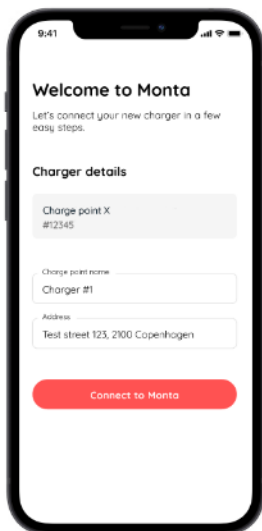 9:41
Welcome to Monta
Let's connect your new charger in a few
easy steps.
Charger details
Charge point X
#12345
Charge point name
Charger #1
Address
Test street 123, 2100 Copenhagen
Connect to Monta